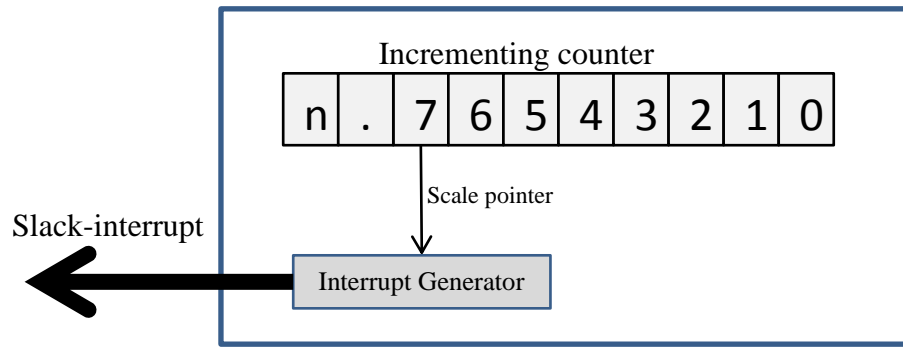 Incrementing counter
n . 7 6 5 4 3 2 1 0
Scale pointer
Slack-interrupt
Interrupt Generator